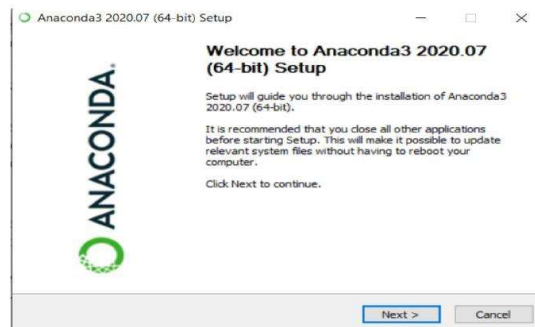 Anaconda3 2020.07 (64-bit) Setup
Welcome to Anaconda3 2020.07
(64-bit) Setup
Setup will guide you through the installation of Anaconda3
2020.07 (64-bit).
It is recommended that you close all other applications
before starting Setup. This will make it possible to update
relevant system files without having to reboot your
computer.
Click Next to continue.
ANACONDA.
Next >
Cancel